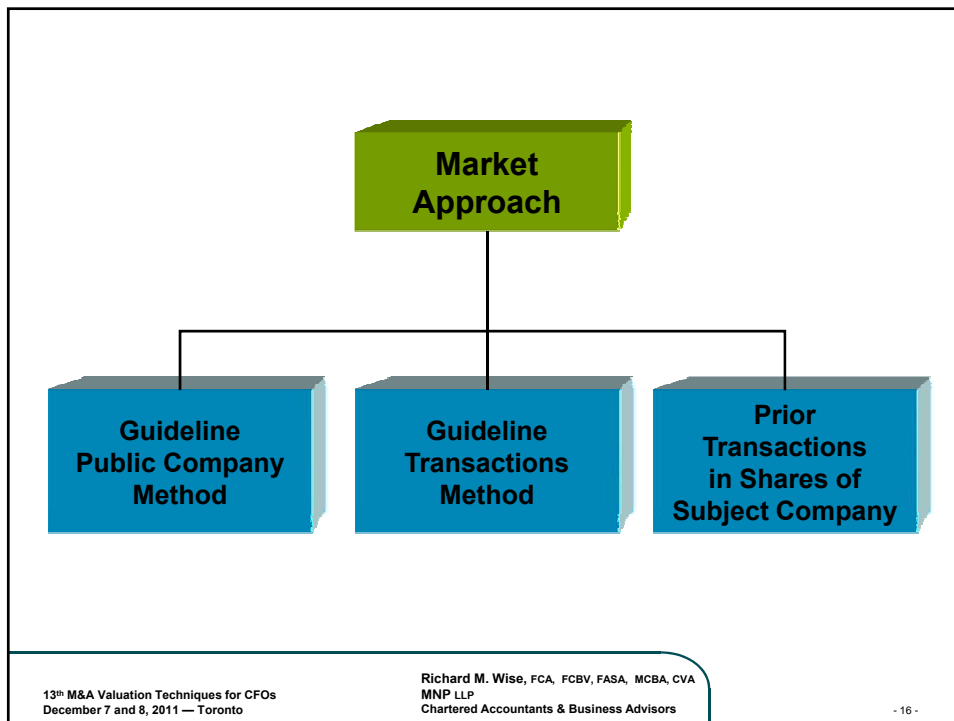 Market
Approach
Guideline
Public Company
Method
Guideline
Transactions
Method
Prior
Transactions
in Shares of
Subject Company
13th M&A Valuation Techniques for CFOs
December 7 and 8, 2011 — Toronto
Richard M. Wise, FCA, FCBV, FASA, MCBA, CVA
MNP LLP
Chartered Accountants & Business Advisors
- 16 -